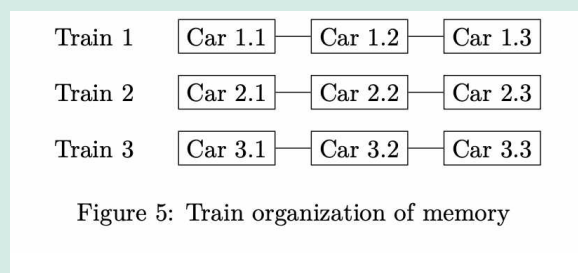 Train 1 Car 1.1 Car 1.2 Car 1.3
Train 2 Car 2.1 Car 2.2 Car 2.3
Train 3 Car 3.1 Car 3.2 Car 3.3
Figure 5: Train organization of memory